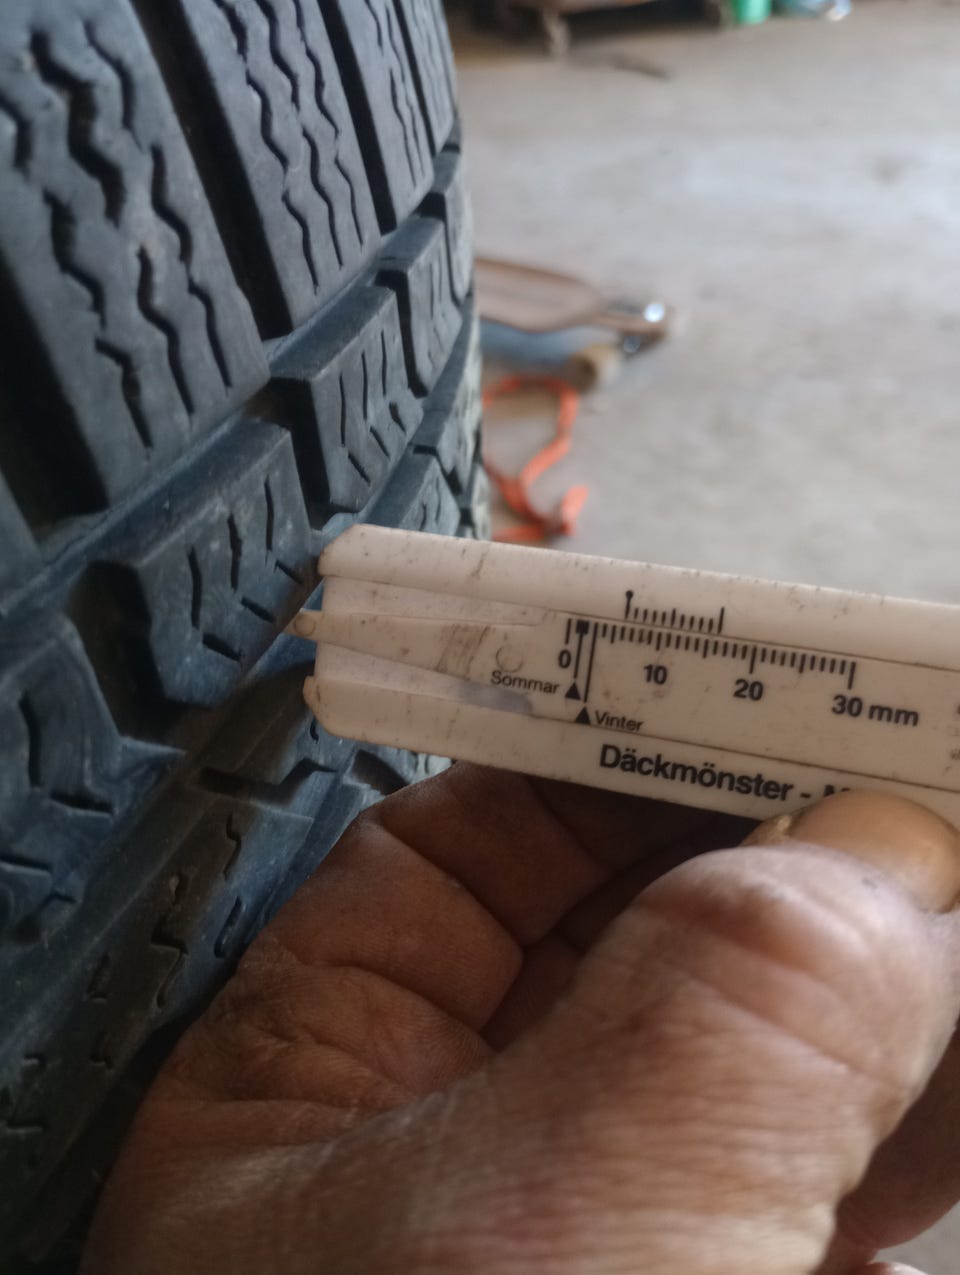 0 10 20 30 mm
Sommar
Vinter
Däckmönster -